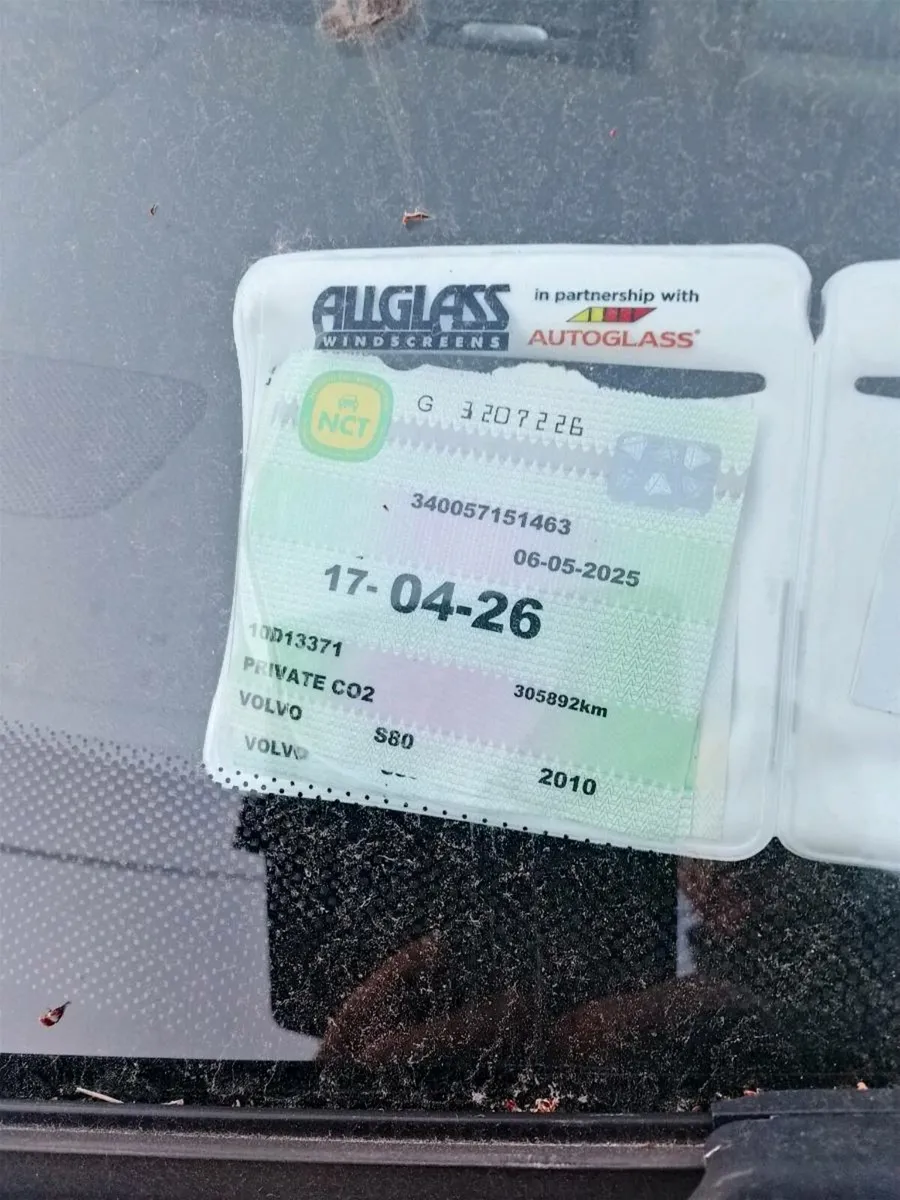 ALLGLASS
WINDSCREENS
in partnership with
AUTOGLASS®
NCT
G 3207226
340057151463
06-05-2025
17-04-26
10D13371
PRIVATE CO2
305892km
VOLVO
S80
VOLVO
2010